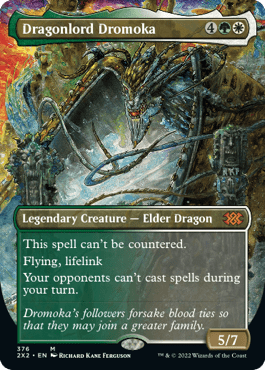 Dragonlord Dromoka 4
Legendary Creature — Elder Dragon
This spell can't be countered.
Flying, lifelink
Your opponents can't cast spells during
your turn.
Dromoka's followers forsake blood ties so
that they may join a greater family.
5/7
376 M
2X2 • EN RICHARD KANE FERGUSON ™ & © 2022 Wizards of the Coast